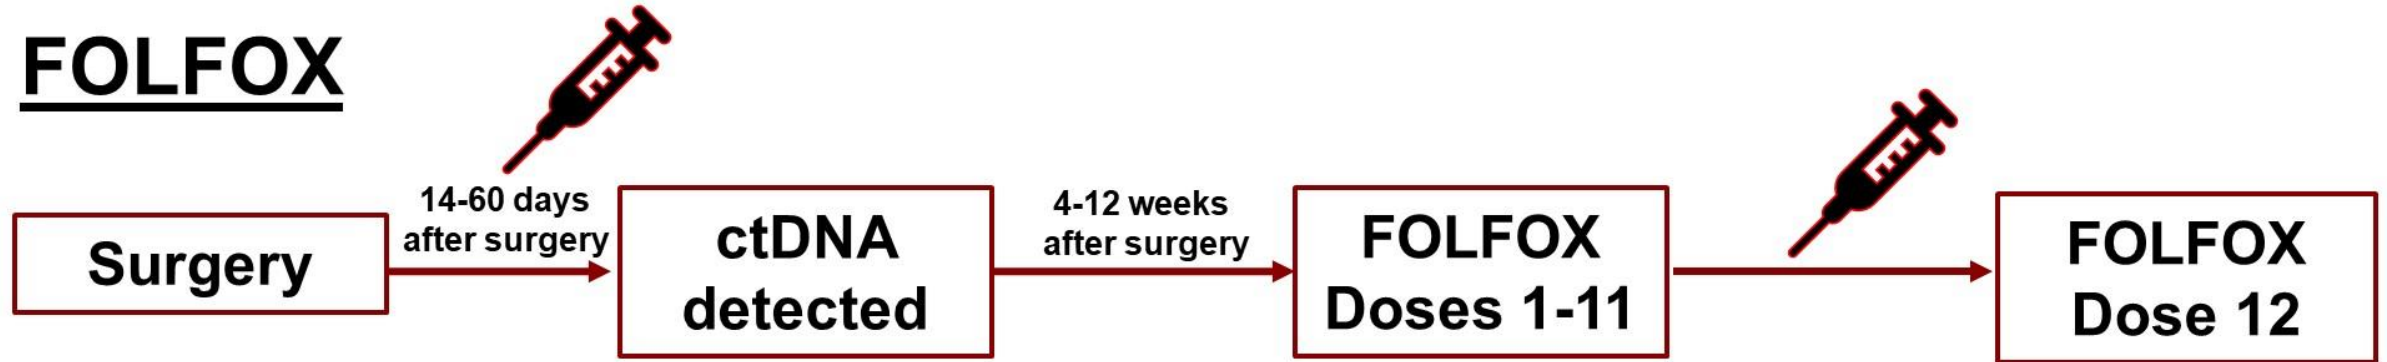 FOLFOX
Surgery
14-60 days
after surgery
ctDNA
detected
4-12 weeks
after surgery
FOLFOX
Doses 1-11
FOLFOX
Dose 12